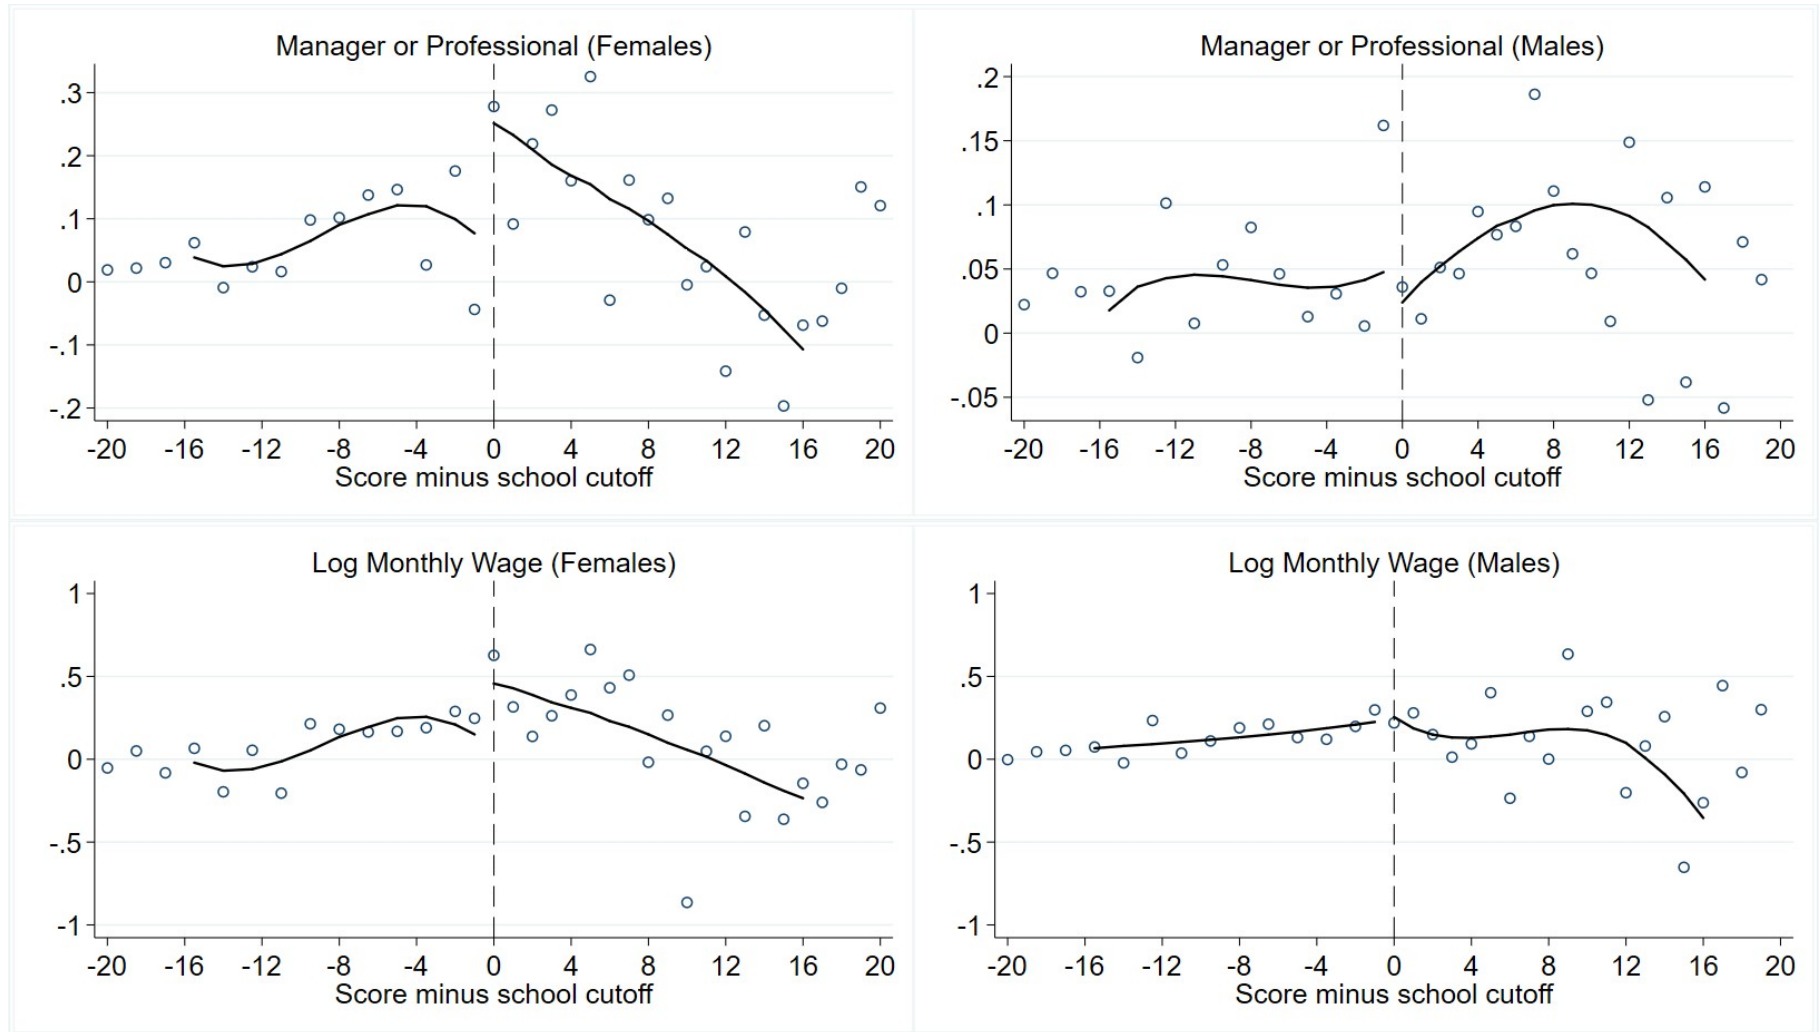 Manager or Professional (Females)
.3
.2
.1
0
-.1
-.2
-20 -16 -12 -8 -4 0 4 8 12 16 20
Score minus school cutoff
Manager or Professional (Males)
.2
.15
.1
.05
0
-.05
-20 -16 -12 -8 -4 0 4 8 12 16 20
Score minus school cutoff
Log Monthly Wage (Females)
1
.5
0
-.5
-1
-20 -16 -12 -8 -4 0 4 8 12 16 20
Score minus school cutoff
Log Monthly Wage (Males)
1
.5
0
-.5
-1
-20 -16 -12 -8 -4 0 4 8 12 16 20
Score minus school cutoff